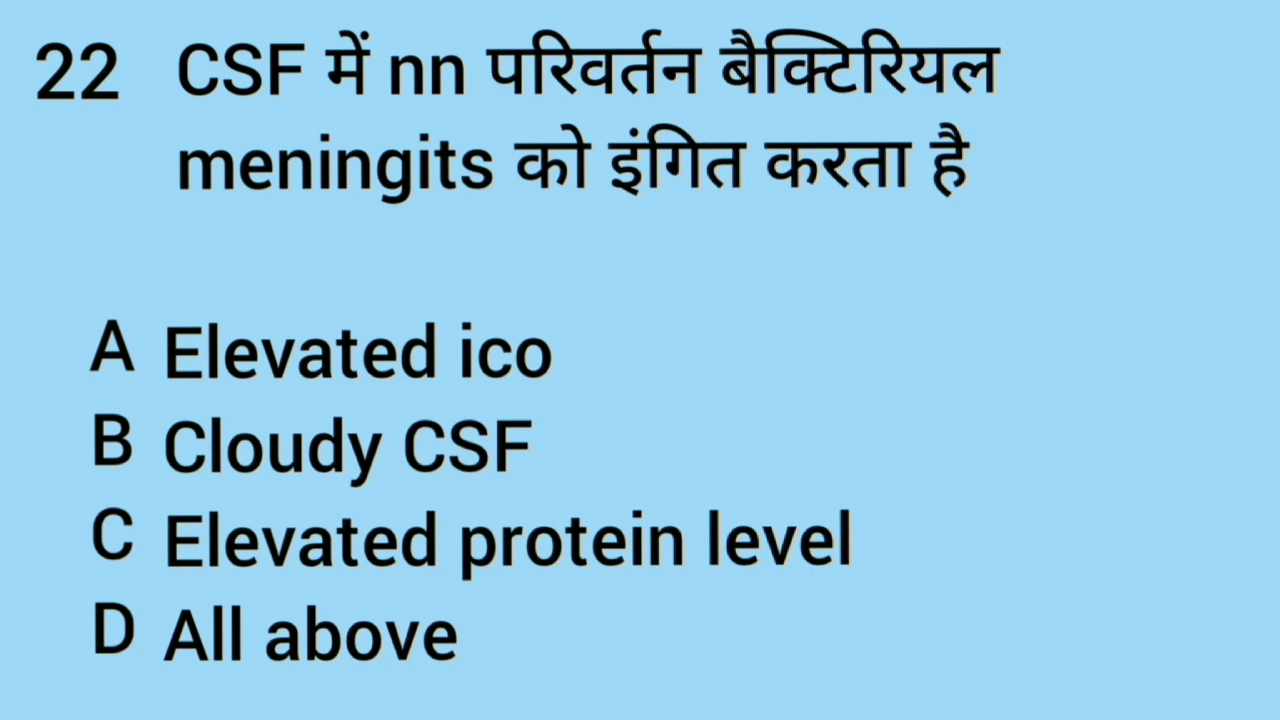 22 CSF में nn परिवर्तन बैक्टिरियल
meningits को इंगित करता है
A Elevated ico
B Cloudy CSF
C Elevated protein level
D All above